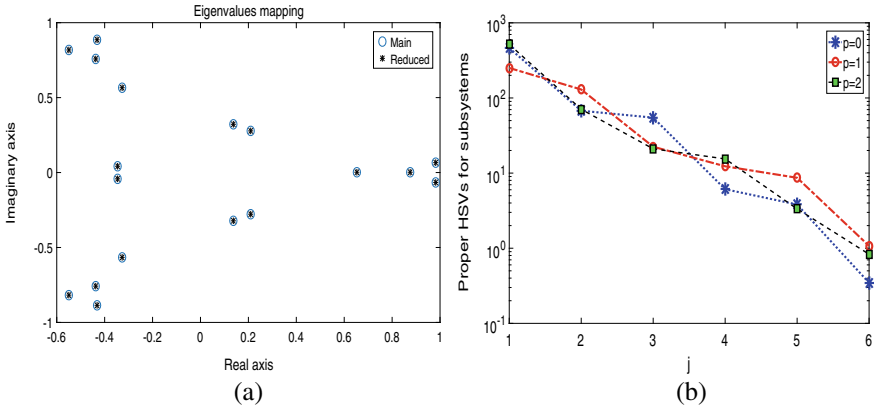 Eigenvalues mapping
Main
Reduced
1
0.5
0
-0.5
-1
Imaginary axis
-0.6
-0.4
-0.2
0
0.2
0.4
0.6
0.8
1
Real axis
(a)
p=0
p=1
p=2
10^3
10^2
10^1
10^0
10^-1
Proper HSVs for subsystems
1
2
3
4
5
6
j
(b)